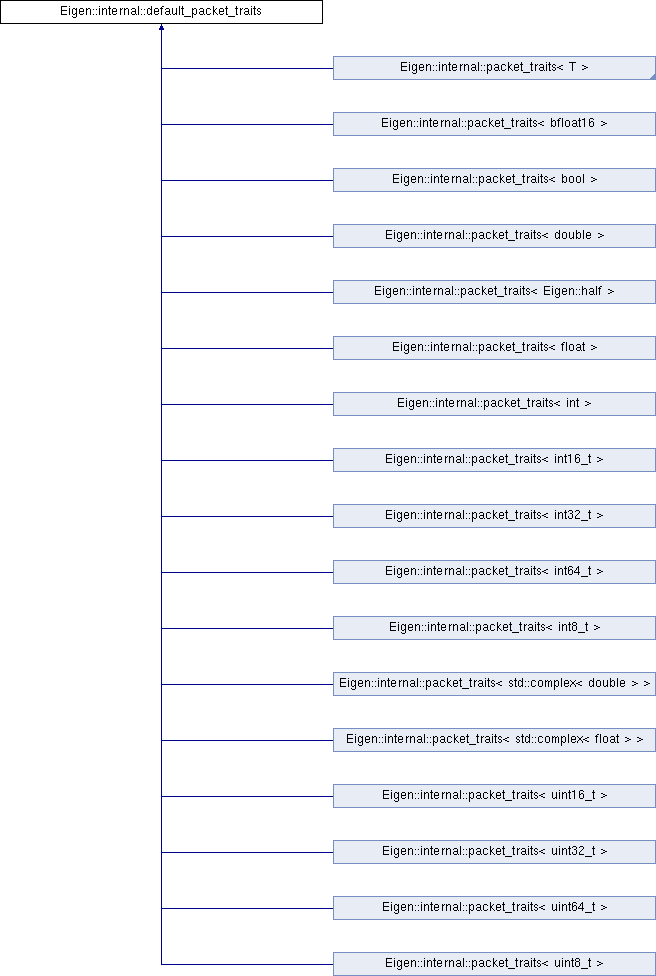 Eigen::internal::default_packet_traits
Eigen::internal::packet_traits< T >
Eigen::internal::packet_traits< bfloat16 >
Eigen::internal::packet_traits< bool >
Eigen::internal::packet_traits< double >
Eigen::internal::packet_traits< Eigen::half >
Eigen::internal::packet_traits< float >
Eigen::internal::packet_traits< int >
Eigen::internal::packet_traits< int16_t >
Eigen::internal::packet_traits< int32_t >
Eigen::internal::packet_traits< int64_t >
Eigen::internal::packet_traits< int8_t >
Eigen::internal::packet_traits< std::complex< double > >
Eigen::internal::packet_traits< std::complex< float > >
Eigen::internal::packet_traits< uint16_t >
Eigen::internal::packet_traits< uint32_t >
Eigen::internal::packet_traits< uint64_t >
Eigen::internal::packet_traits< uint8_t >